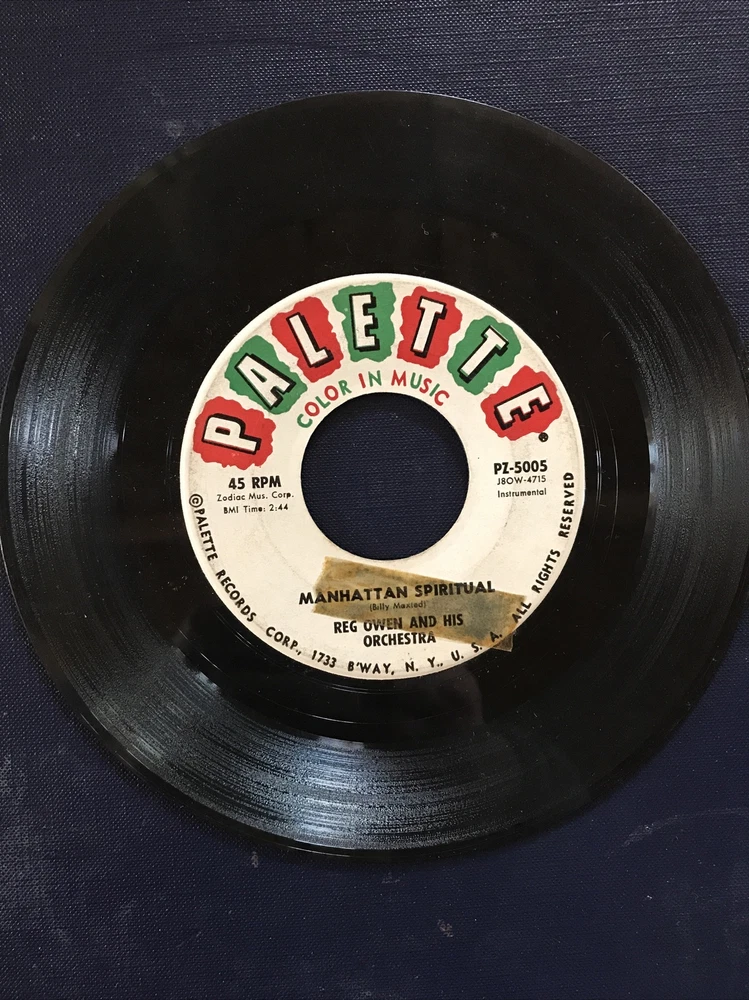 PALETTE®
COLOR IN MUSIC
45 RPM
Zodiac Mus. Corp.
BMI Time: 2:44
PZ-5005
J8OW-4715
Instrumental
MANHATTAN SPIRITUAL
(Billy Maxted)
REG OWEN AND HIS
ORCHESTRA
©PALETTE RECORDS CORP., 1733 B'WAY, N. Y., U. S. A. ALL RIGHTS RESERVED